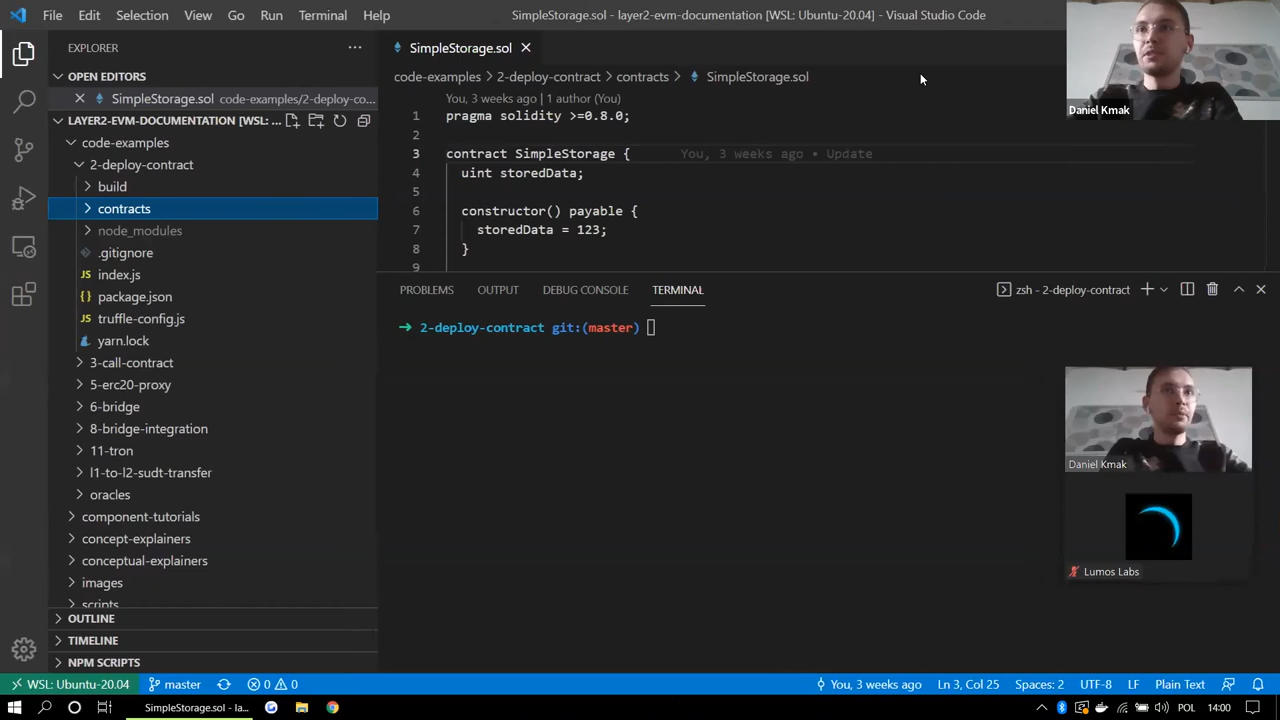 File Edit Selection View Go Run Terminal Help SimpleStorage.sol - layer2-evm-documentation [WSL: Ubuntu-20.04] - Visual Studio Code
EXPLORER
OPEN EDITORS
SimpleStorage.sol code-examples/2-deploy-co...
LAYER2-EVM-DOCUMENTATION [WSL: ...
code-examples
2-deploy-contract
build
contracts
node_modules
.gitignore
JS index.js
{} package.json
JS truffle-config.js
yarn.lock
3-call-contract
5-erc20-proxy
6-bridge
8-bridge-integration
11-tron
l1-to-l2-sudt-transfer
oracles
component-tutorials
concept-explainers
conceptual-explainers
images
scripts
OUTLINE
TIMELINE
NPM SCRIPTS
SimpleStorage.sol
code-examples > 2-deploy-contract > contracts > SimpleStorage.sol
You, 3 weeks ago | 1 author (You)
1 pragma solidity >=0.8.0;
2
3 contract SimpleStorage { You, 3 weeks ago • Update
4 uint storedData;
5
6 constructor() payable {
7 storedData = 123;
8 }
9
PROBLEMS OUTPUT DEBUG CONSOLE TERMINAL zsh - 2-deploy-contract
→ 2-deploy-contract git:(master)
Daniel Kmak
Daniel Kmak
Lumos Labs
WSL: Ubuntu-20.04 master 0 0 You, 3 weeks ago Ln 3, Col 25 Spaces: 2 UTF-8 LF Plain Text
SimpleStorage.sol - la... POL 14:00